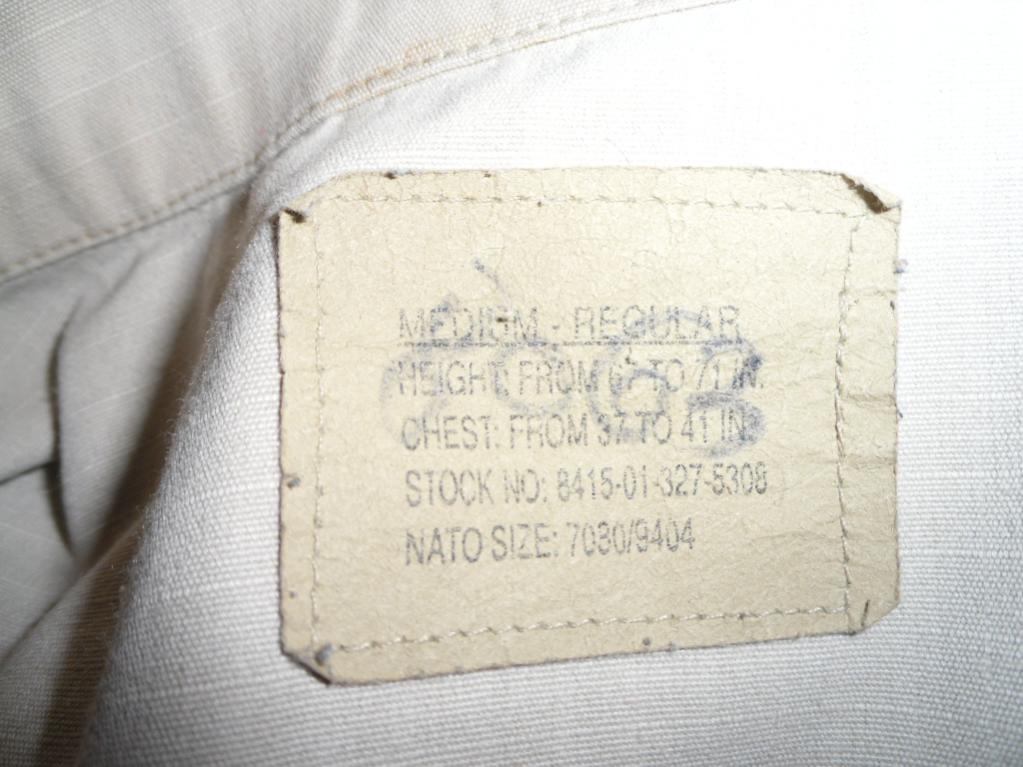 MEDIUM - REGULAR
HEIGHT: FROM TO 71 IN.
CHEST: FROM 37 TO 41 IN.
STOCK NO: 8415-01-327-5308
NATO SIZE: 7080/9404